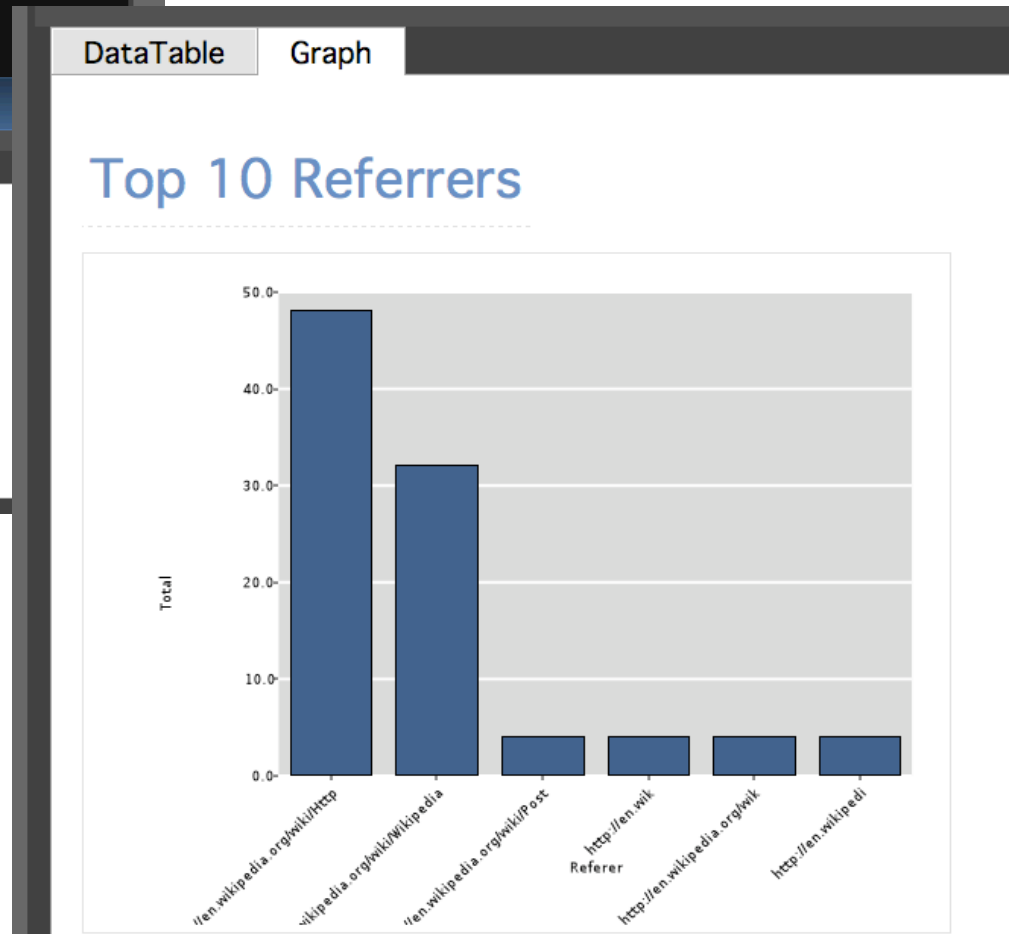 DataTable Graph
Top 10 Referrers
50.0
40.0
30.0
20.0
10.0
0.0
Total
//en.wikipedia.org/wiki/Http
wikipedia.org/wiki/Wikipedia
//en.wikipedia.org/wiki/Post
http://en.wik
http://en.wikipedia.org/wik
http://en.wikipedi
Referer